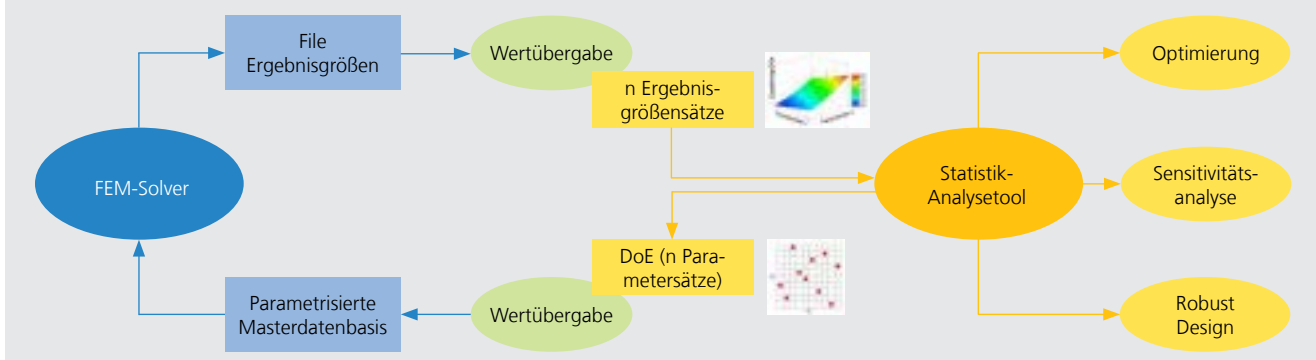 File
Ergebnisgrößen
Wertübergabe
n Ergebnis-
größensätze
Optimierung
FEM-Solver
Statistik-
Analysetool
Sensitivitäts-
analyse
DoE (n Para-
metersätze)
Parametrisierte
Masterdatenbasis
Wertübergabe
Robust
Design